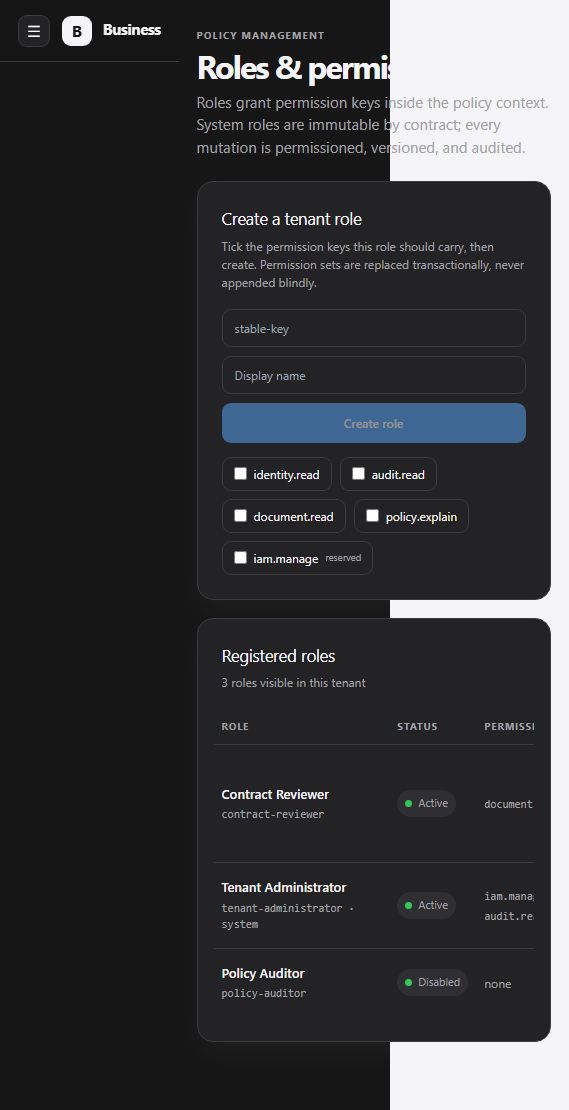 ☰ B Business
POLICY MANAGEMENT
Roles & permis
Roles grant permission keys inside the policy context.
System roles are immutable by contract; every
mutation is permissioned, versioned, and audited.
Create a tenant role
Tick the permission keys this role should carry, then
create. Permission sets are replaced transactionally, never
appended blindly.
stable-key
Display name
Create role
identity.read audit.read
document.read policy.explain
iam.manage reserved
Registered roles
3 roles visible in this tenant
ROLE STATUS PERMISSI
Contract Reviewer
contract-reviewer
Active
document
Tenant Administrator
tenant-administrator ·
system
Active
iam.mana
audit.re
Policy Auditor
policy-auditor
Disabled
none